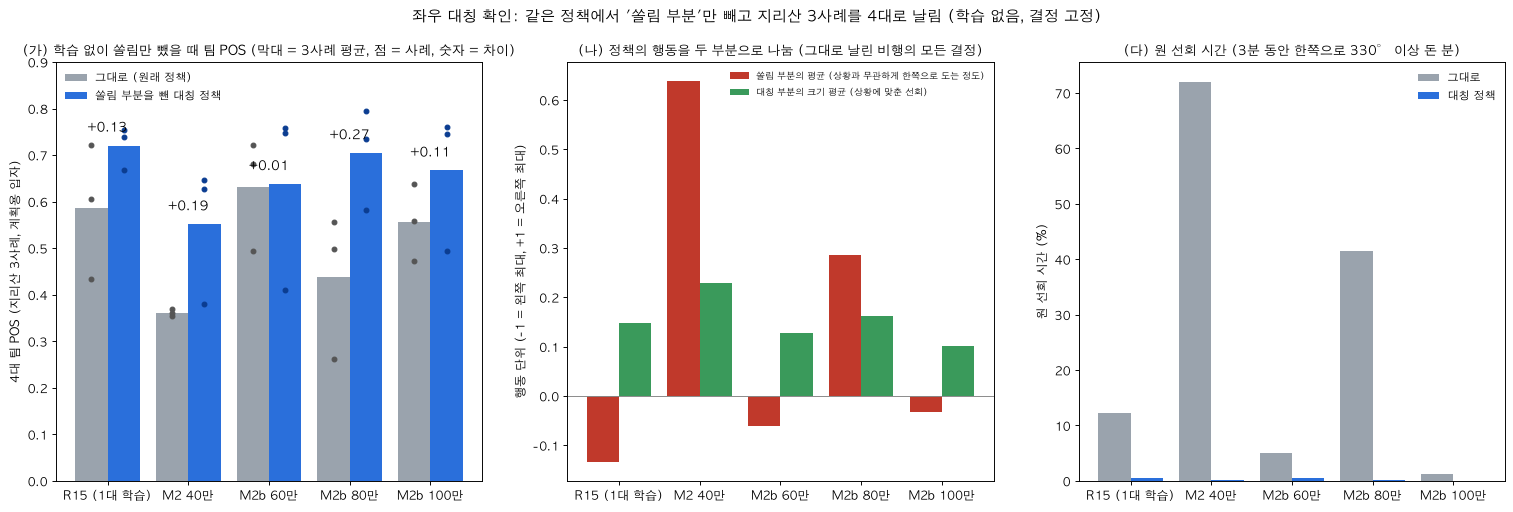 좌우 대칭 확인: 같은 정책에서 '쏠림 부분'만 빼고 지리산 3사례를 4대로 날림 (학습 없음, 결정 고정)
(가) 학습 없이 쏠림만 뺐을 때 팀 POS (막대 = 3사례 평균, 점 = 사례, 숫자 = 차이)
4대 팀 POS (지리산 3사례, 계획용 입자)
0.9
0.8
0.7
0.6
0.5
0.4
0.3
0.2
0.1
0.0
그대로 (원래 정책)
쏠림 부분을 뺀 대칭 정책
+0.13
+0.19
+0.01
+0.27
+0.11
R15 (1대 학습)
M2 40만
M2b 60만
M2b 80만
M2b 100만
(나) 정책의 행동을 두 부분으로 나눔 (그대로 날린 비행의 모든 결정)
행동 단위 (-1 = 왼쪽 최대, +1 = 오른쪽 최대)
0.6
0.5
0.4
0.3
0.2
0.1
0.0
-0.1
쏠림 부분의 평균 (상황과 무관하게 한쪽으로 도는 정도)
대칭 부분의 크기 평균 (상황에 맞춘 선회)
R15 (1대 학습)
M2 40만
M2b 60만
M2b 80만
M2b 100만
(다) 원 선회 시간 (3분 동안 한쪽으로 330° 이상 돈 분)
원 선회 시간 (%)
70
60
50
40
30
20
10
0
그대로
대칭 정책
R15 (1대 학습)
M2 40만
M2b 60만
M2b 80만
M2b 100만